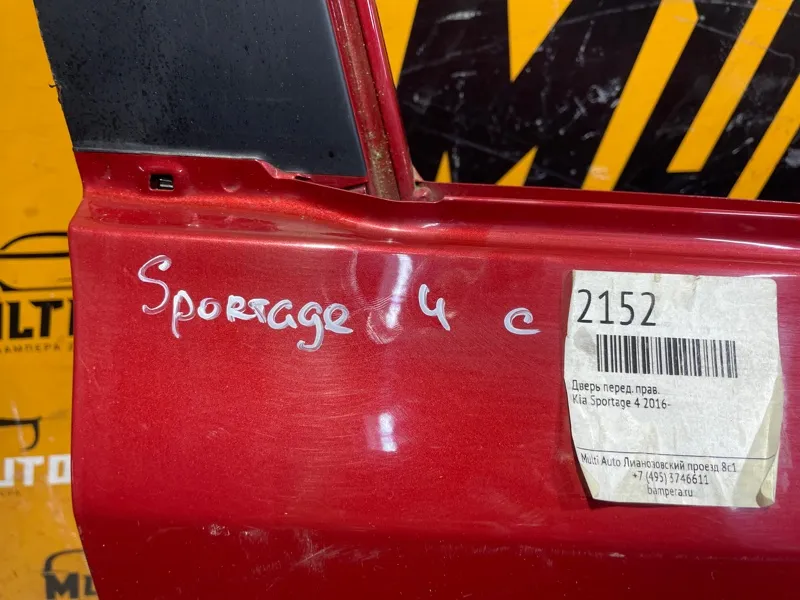 Sportage 4 c
2152
Дверь перед. прав.
Kia Sportage 4 2016-
Multi Auto Лианозовский проезд 8с1
+7 (495) 3746611
bampera.ru